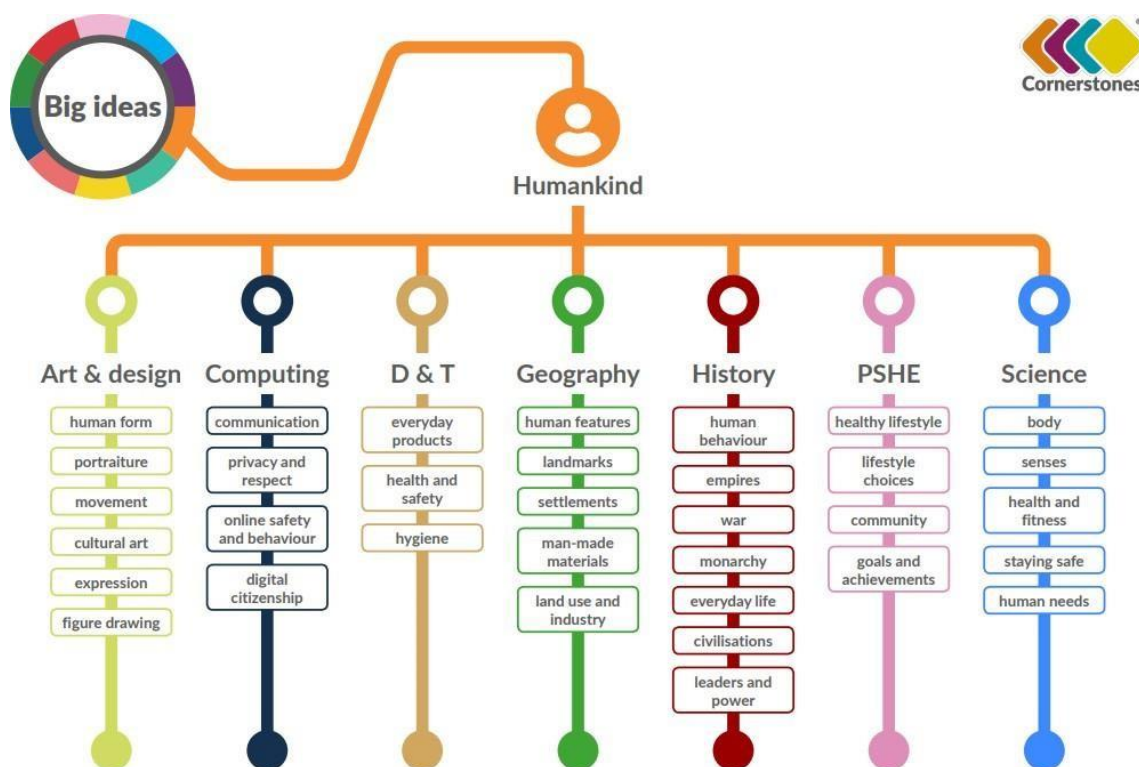 Big ideas
Cornerstones
®
Humankind
Art & design
human form
portraiture
movement
cultural art
expression
figure drawing
Computing
communication
privacy and
respect
online safety
and behaviour
digital
citizenship
D & T
everyday
products
health and
safety
hygiene
Geography
human features
landmarks
settlements
man-made
materials
land use and
industry
History
human
behaviour
empires
war
monarchy
everyday life
civilisations
leaders and
power
PSHE
healthy lifestyle
lifestyle
choices
community
goals and
achievements
Science
body
senses
health and
fitness
staying safe
human needs